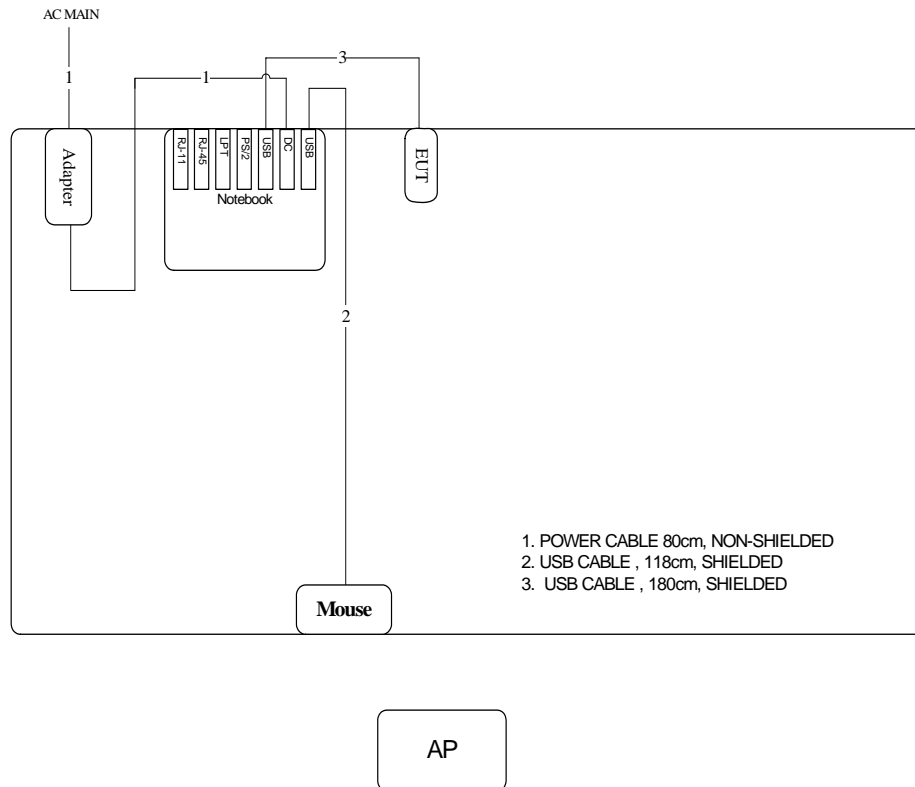 AC MAIN
3
1
1
Adapter
RJ-11
RJ-45
LPT
PS/2
USB
DC
USB
EUT
Notebook
2
1. POWER CABLE 80cm, NON-SHIELDED
2. USB CABLE , 118cm, SHIELDED
3. USB CABLE , 180cm, SHIELDED
Mouse
AP